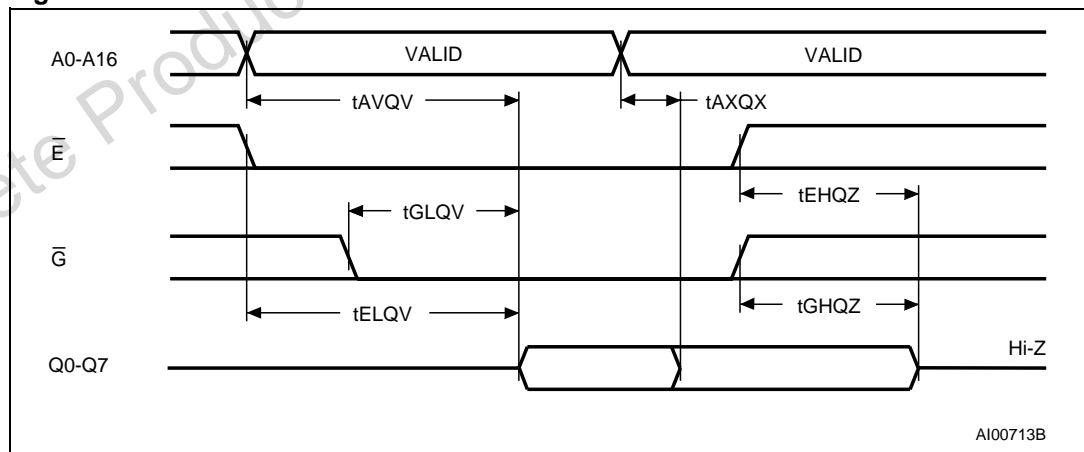 A0-A16 VALID VALID
tAVQV tAXQX
E
tEHQZ
tGLQV
G
tELQV tGHQZ
Hi-Z
Q0-Q7
AI00713B